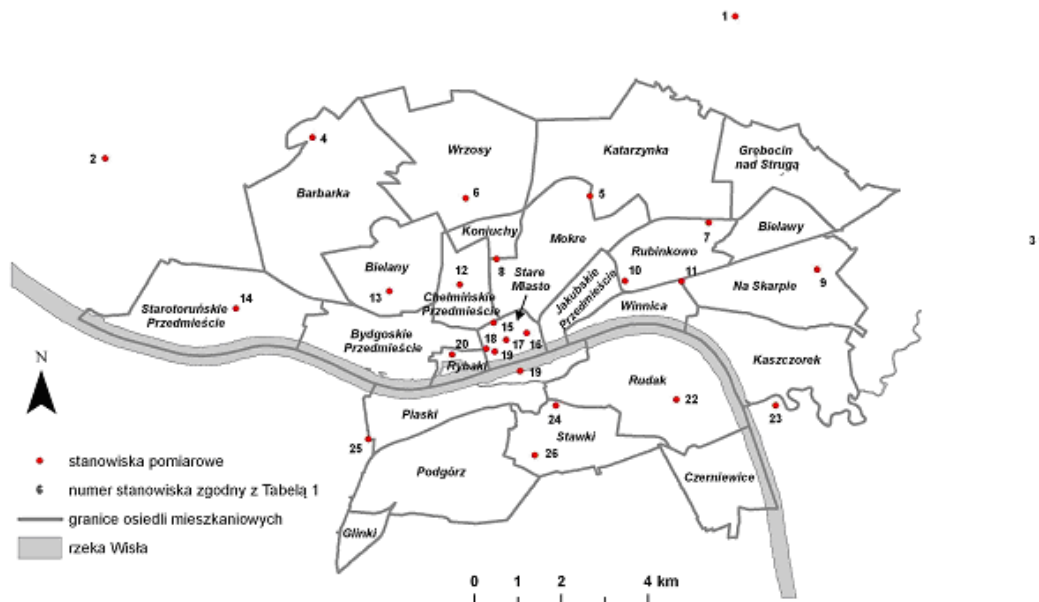 1
4
Wrzosy
Katarzynka
Grębocin
nad Strugą
2
Barbarka
6
5
Koniuchy
Mokre
7
Bielawy
3
Rubinkowo
Bielany
12
8
Stare
Miasto
10
11
Na Skarpie
9
13
Chełmińskie
Przedmieście
Jakubskie
Przedmieście
Winnica
14
Starotoruńskie
Przedmieście
Bydgoskie
Przedmieście
15
18
17
16
20
19
Rybaki
19
Kaszczorek
N
Rudak
22
Piaski
24
23
25
Stawki
26
Podgórz
Czerniewice
Glinki
stanowiska pomiarowe
6 numer stanowiska zgodny z Tabelą 1
granice osiedli mieszkaniowych
rzeka Wisła
0 1 2 4 km